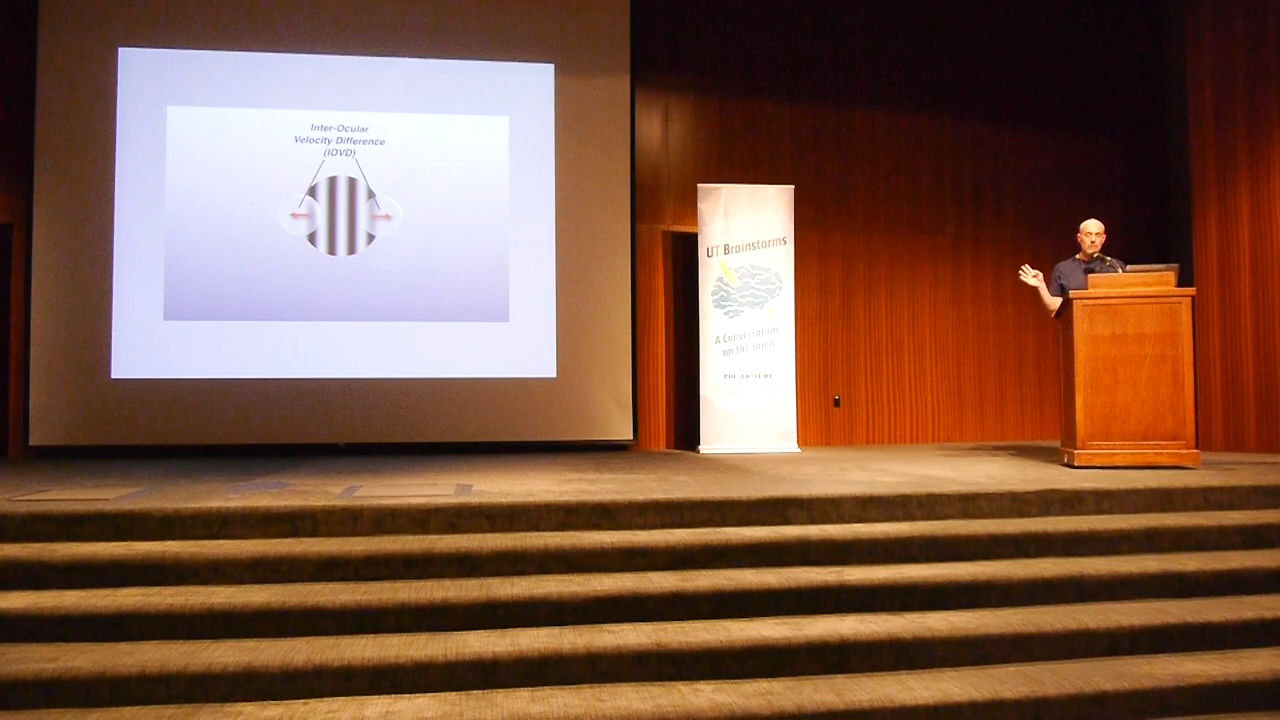 Inter-Ocular
Velocity Difference
(IOVD)
UT Brainstorms
A Conversation
on the Brain
PRESENTED BY